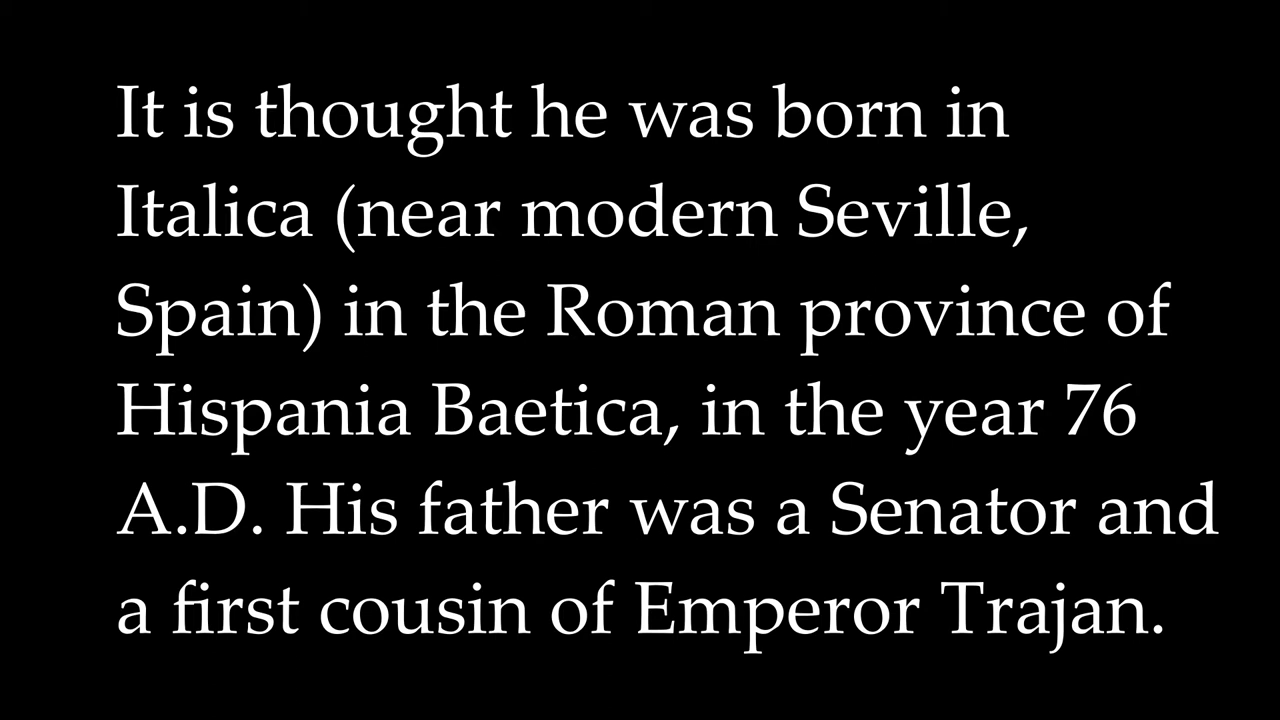 It is thought he was born in
Italica (near modern Seville,
Spain) in the Roman province of
Hispania Baetica, in the year 76
A.D. His father was a Senator and
a first cousin of Emperor Trajan.